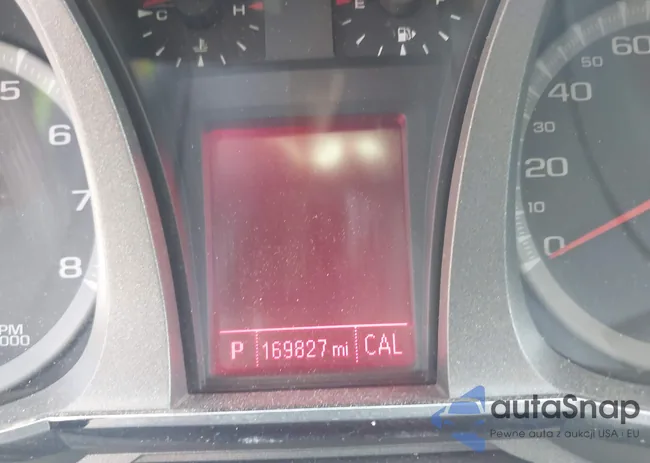 C H E F
5 6 7 8
PM
000
0 10 20 30 40 50 60
P 169827 mi CAL
autaSnap
Pewne auta z aukcji USA i EU